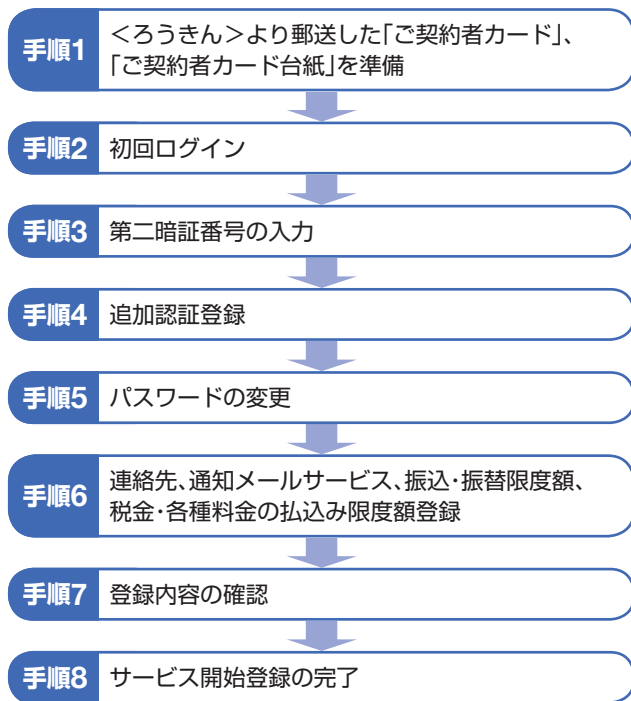 手順1
<ろうきん>より郵送した「ご契約者カード」、
「ご契約者カード台紙」を準備
手順2
初回ログイン
手順3
第二暗証番号の入力
手順4
追加認証登録
手順5
パスワードの変更
手順6
連絡先、通知メールサービス、振込・振替限度額、
税金・各種料金の払込み限度額登録
手順7
登録内容の確認
手順8
サービス開始登録の完了